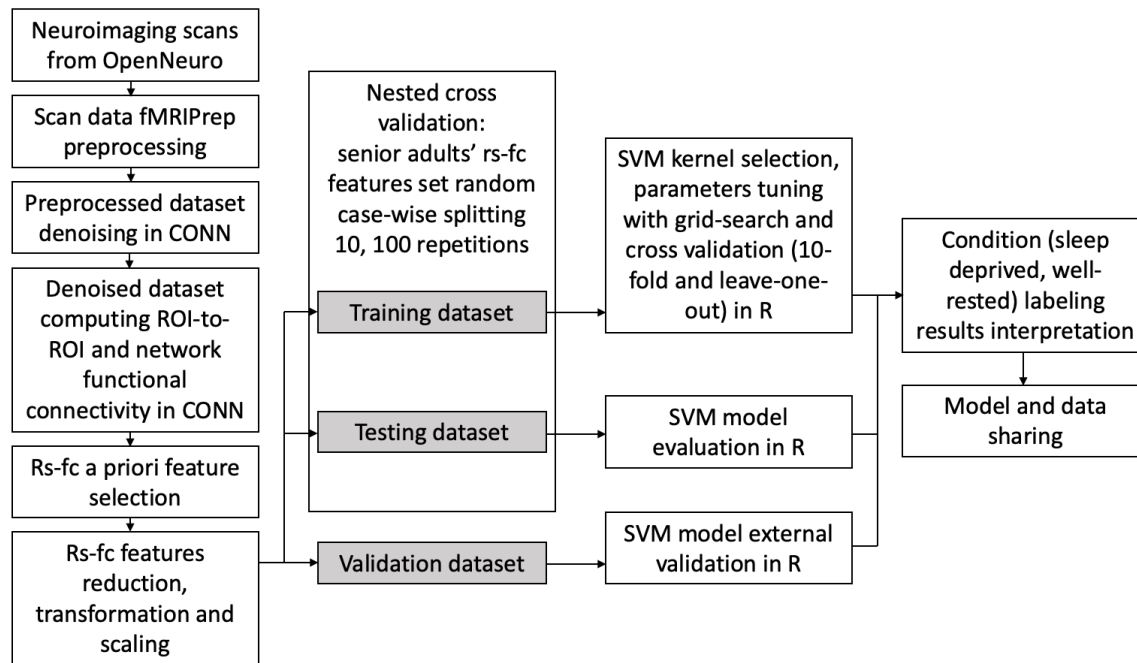 Neuroimaging scans
from OpenNeuro
Scan data fMRIPrep
preprocessing
Preprocessed dataset
denoising in CONN
Denoised dataset
computing ROI-to-
ROI and network
functional
connectivity in CONN
Rs-fc a priori feature
selection
Rs-fc features
reduction,
transformation and
scaling
Nested cross
validation:
senior adults’ rs-fc
features set random
case-wise splitting
10, 100 repetitions
Training dataset
Testing dataset
Validation dataset
SVM kernel selection,
parameters tuning
with grid-search and
cross validation (10-
fold and leave-one-
out) in R
SVM model
evaluation in R
SVM model external
validation in R
Condition (sleep
deprived, well-
rested) labeling
results interpretation
Model and data
sharing